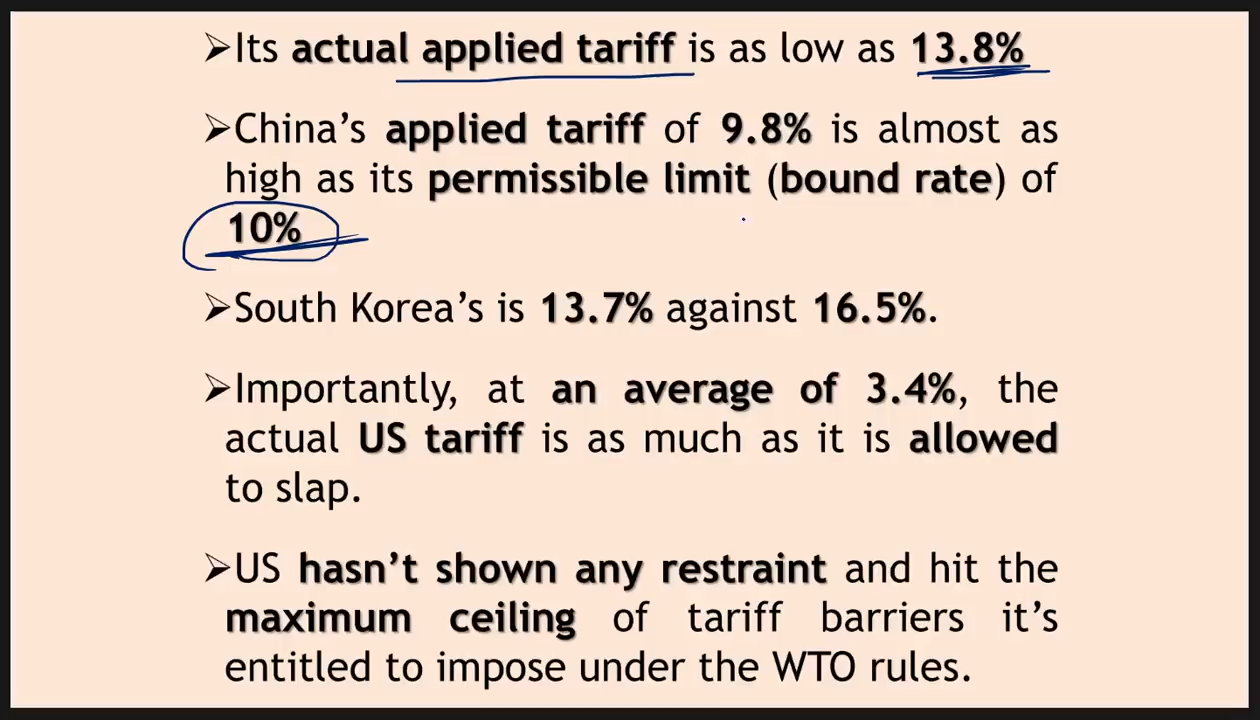 ➢Its actual applied tariff is as low as 13.8%
➢China’s applied tariff of 9.8% is almost as
high as its permissible limit (bound rate) of
10%
➢South Korea’s is 13.7% against 16.5%.
➢Importantly, at an average of 3.4%, the
actual US tariff is as much as it is allowed
to slap.
➢US hasn’t shown any restraint and hit the
maximum ceiling of tariff barriers it’s
entitled to impose under the WTO rules.